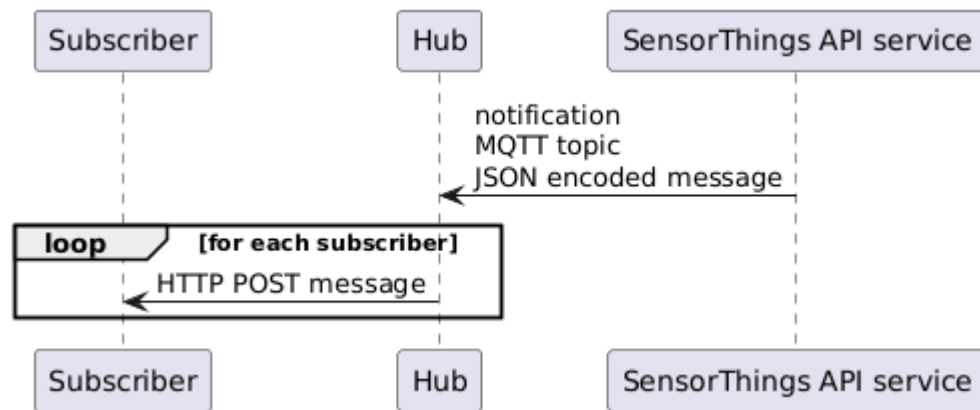 Subscriber
Hub
SensorThings API service
notification
MQTT topic
JSON encoded message
loop
[for each subscriber]
HTTP POST message
Subscriber
Hub
SensorThings API service